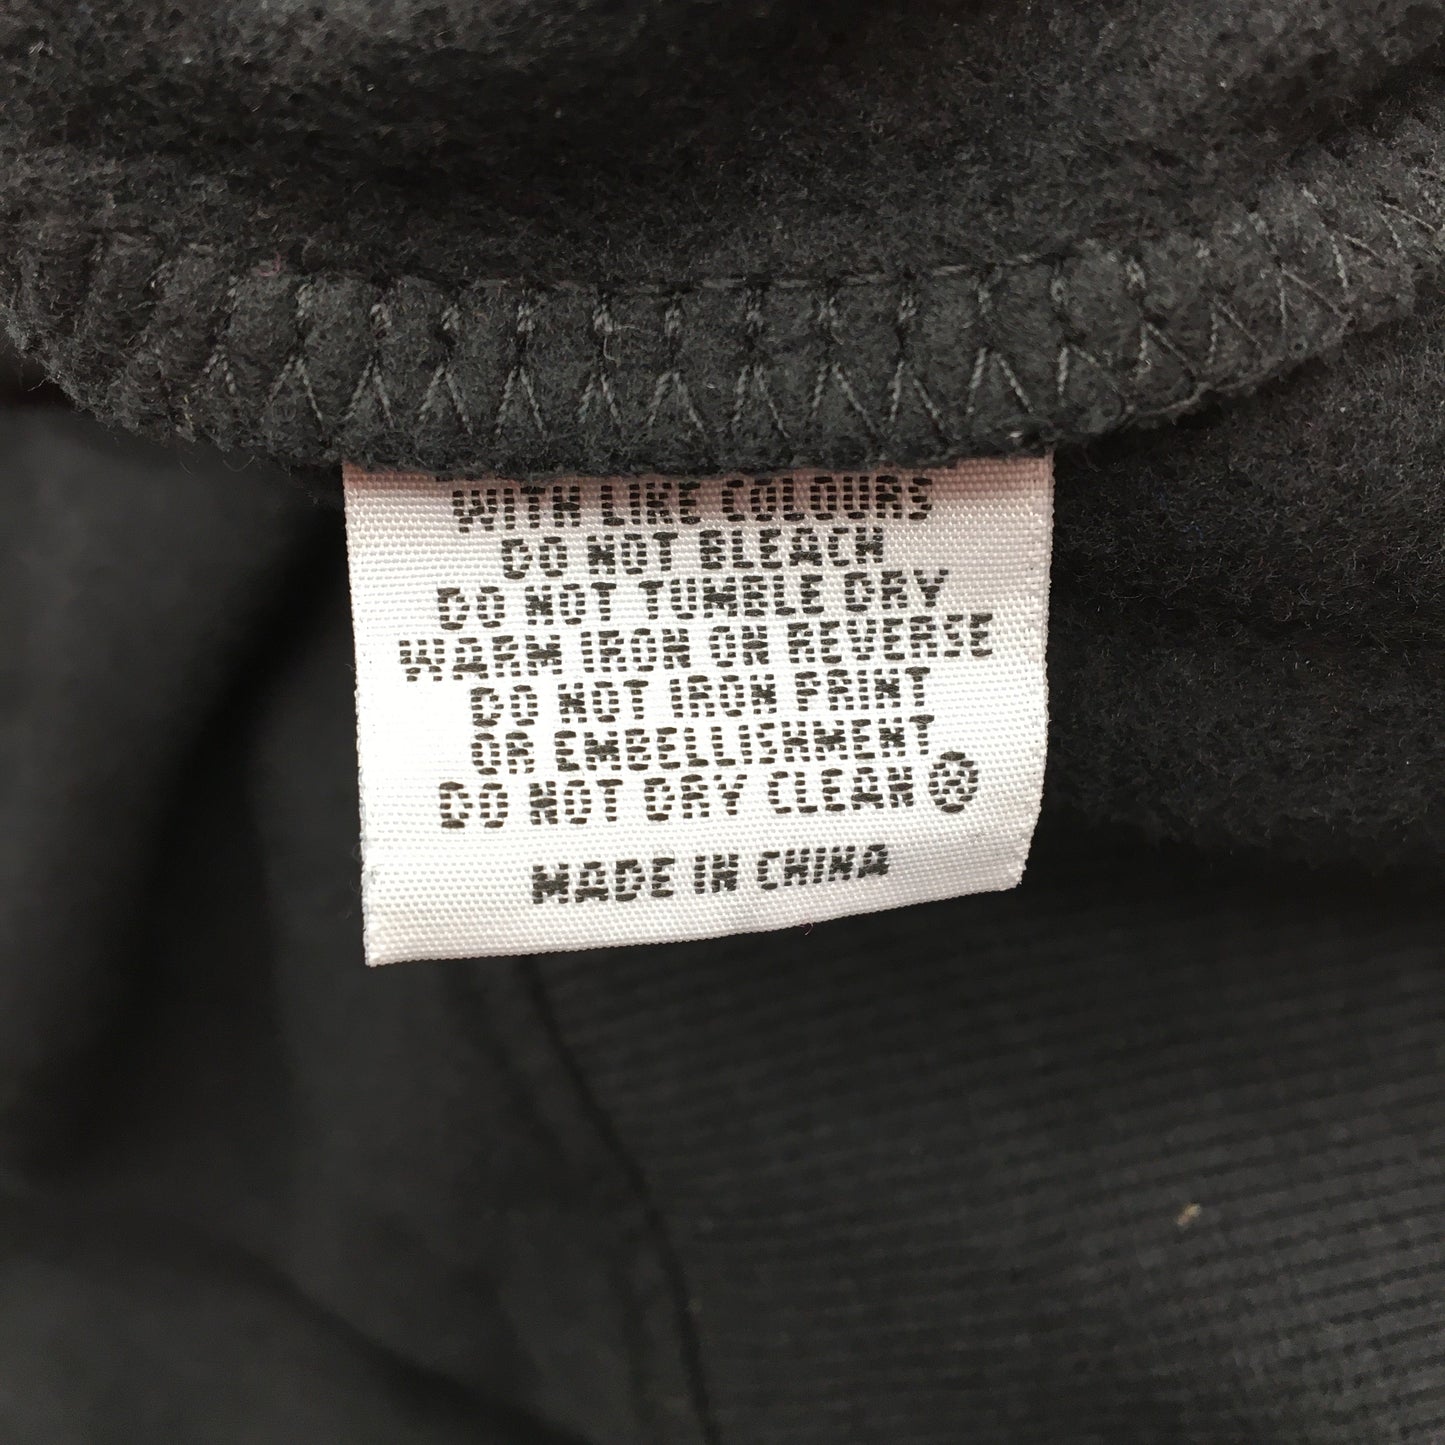 WITH LIKE COLOURS
DO NOT BLEACH
DO NOT TUMBLE DRY
WARM IRON ON REVERSE
DO NOT IRON PRINT
OR EMBELLISHMENT
DO NOT DRY CLEAN
MADE IN CHINA